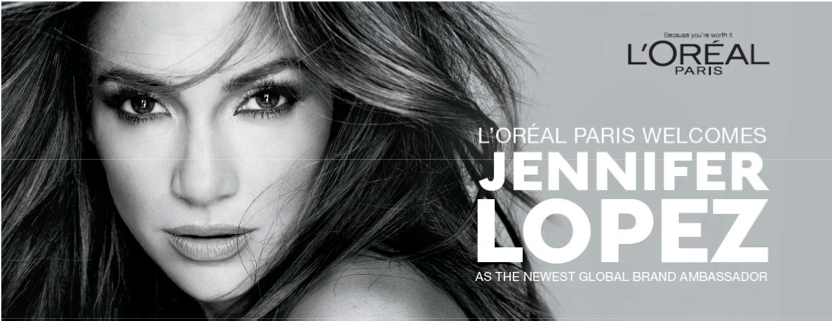 Because you're worth it
L'ORÉAL
PARIS
L'ORÉAL PARIS WELCOMES
JENNIFER
LOPEZ
AS THE NEWEST GLOBAL BRAND AMBASSADOR